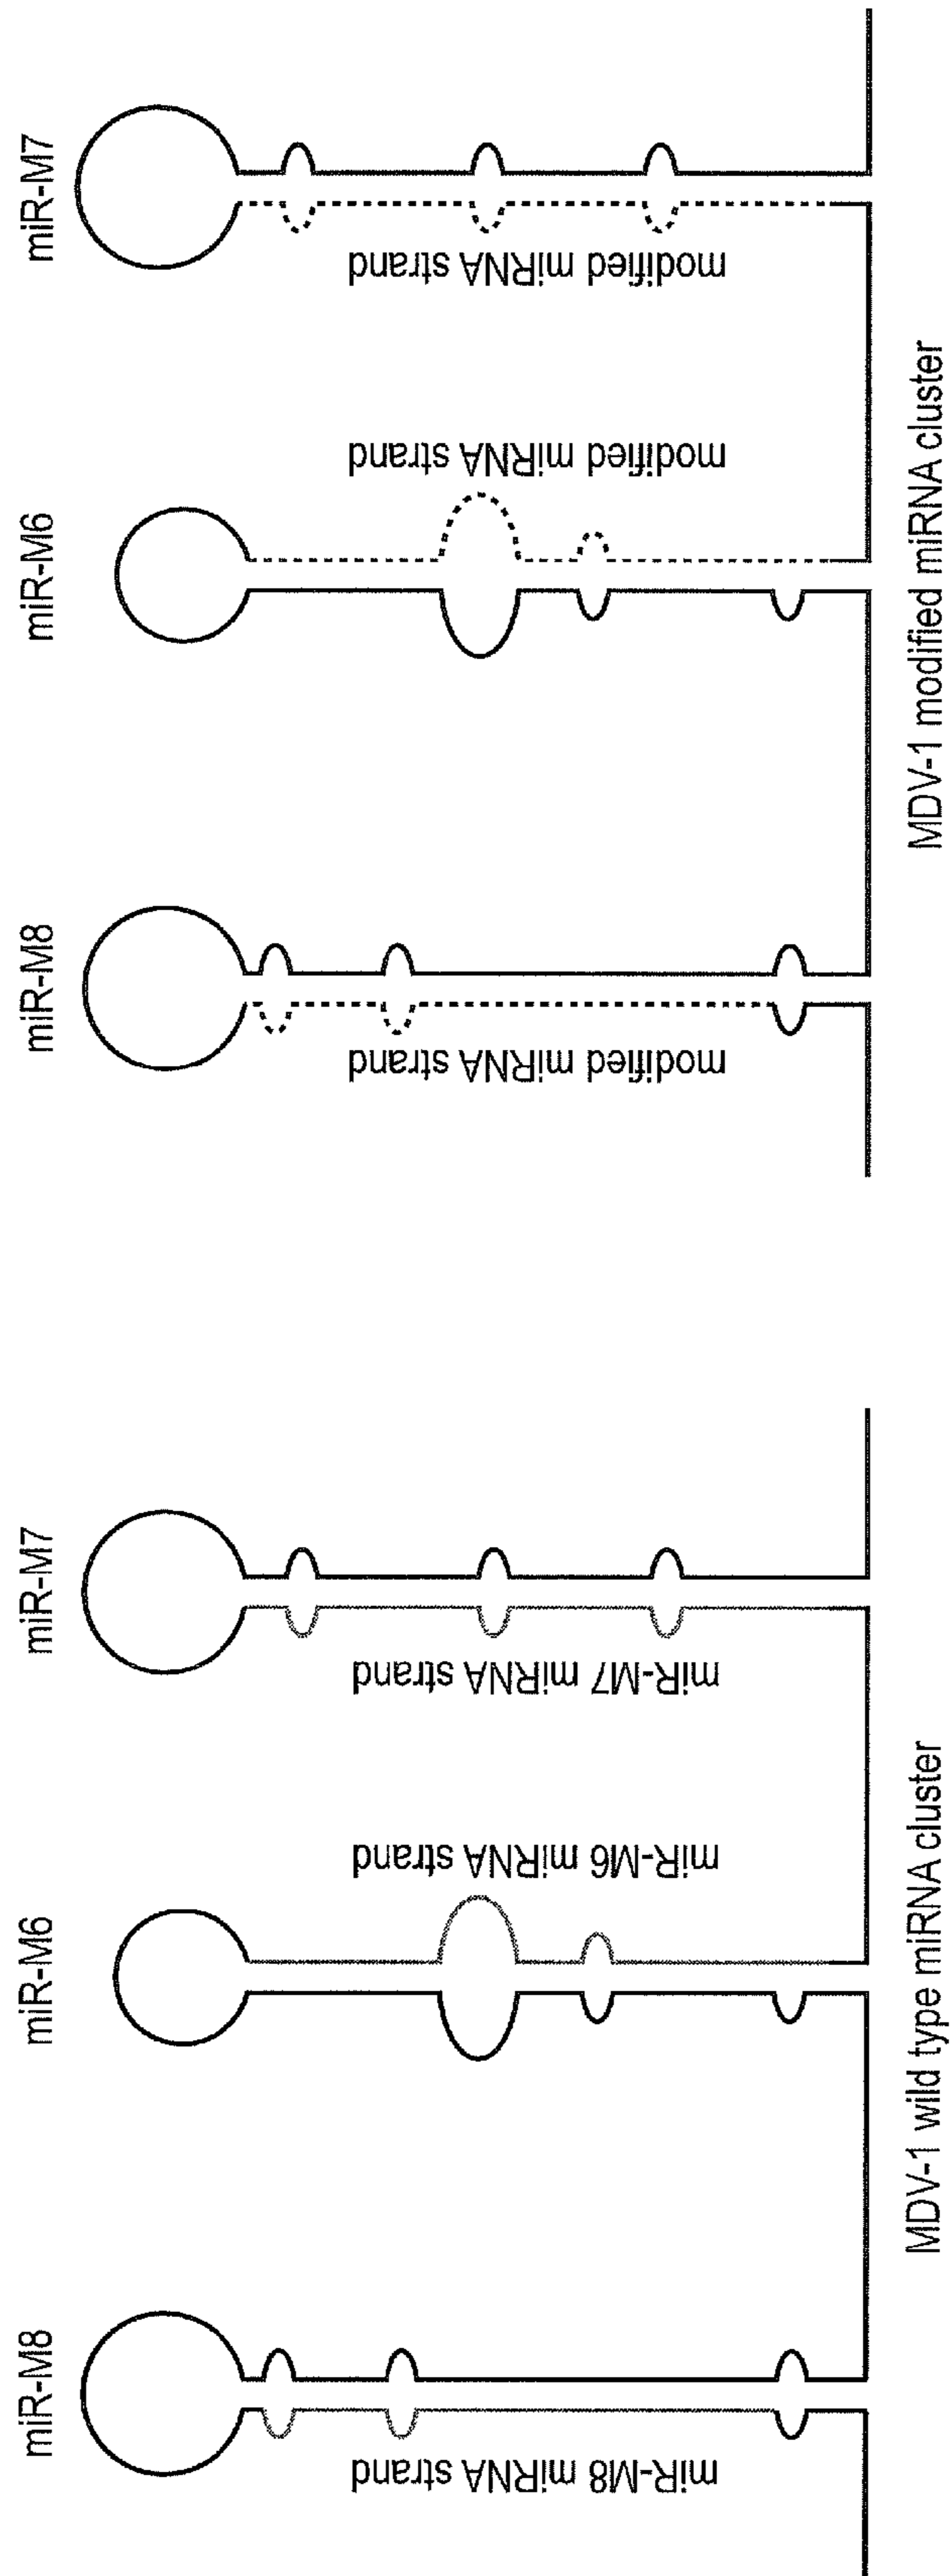 miR-M8
miR-M6
miR-M7
miR-M8 miRNA strand
miR-M6 miRNA strand
miR-M7 miRNA strand
MDV-1 wild type miRNA cluster
miR-M8
miR-M6
miR-M7
modified miRNA strand
modified miRNA strand
modified miRNA strand
MDV-1 modified miRNA cluster